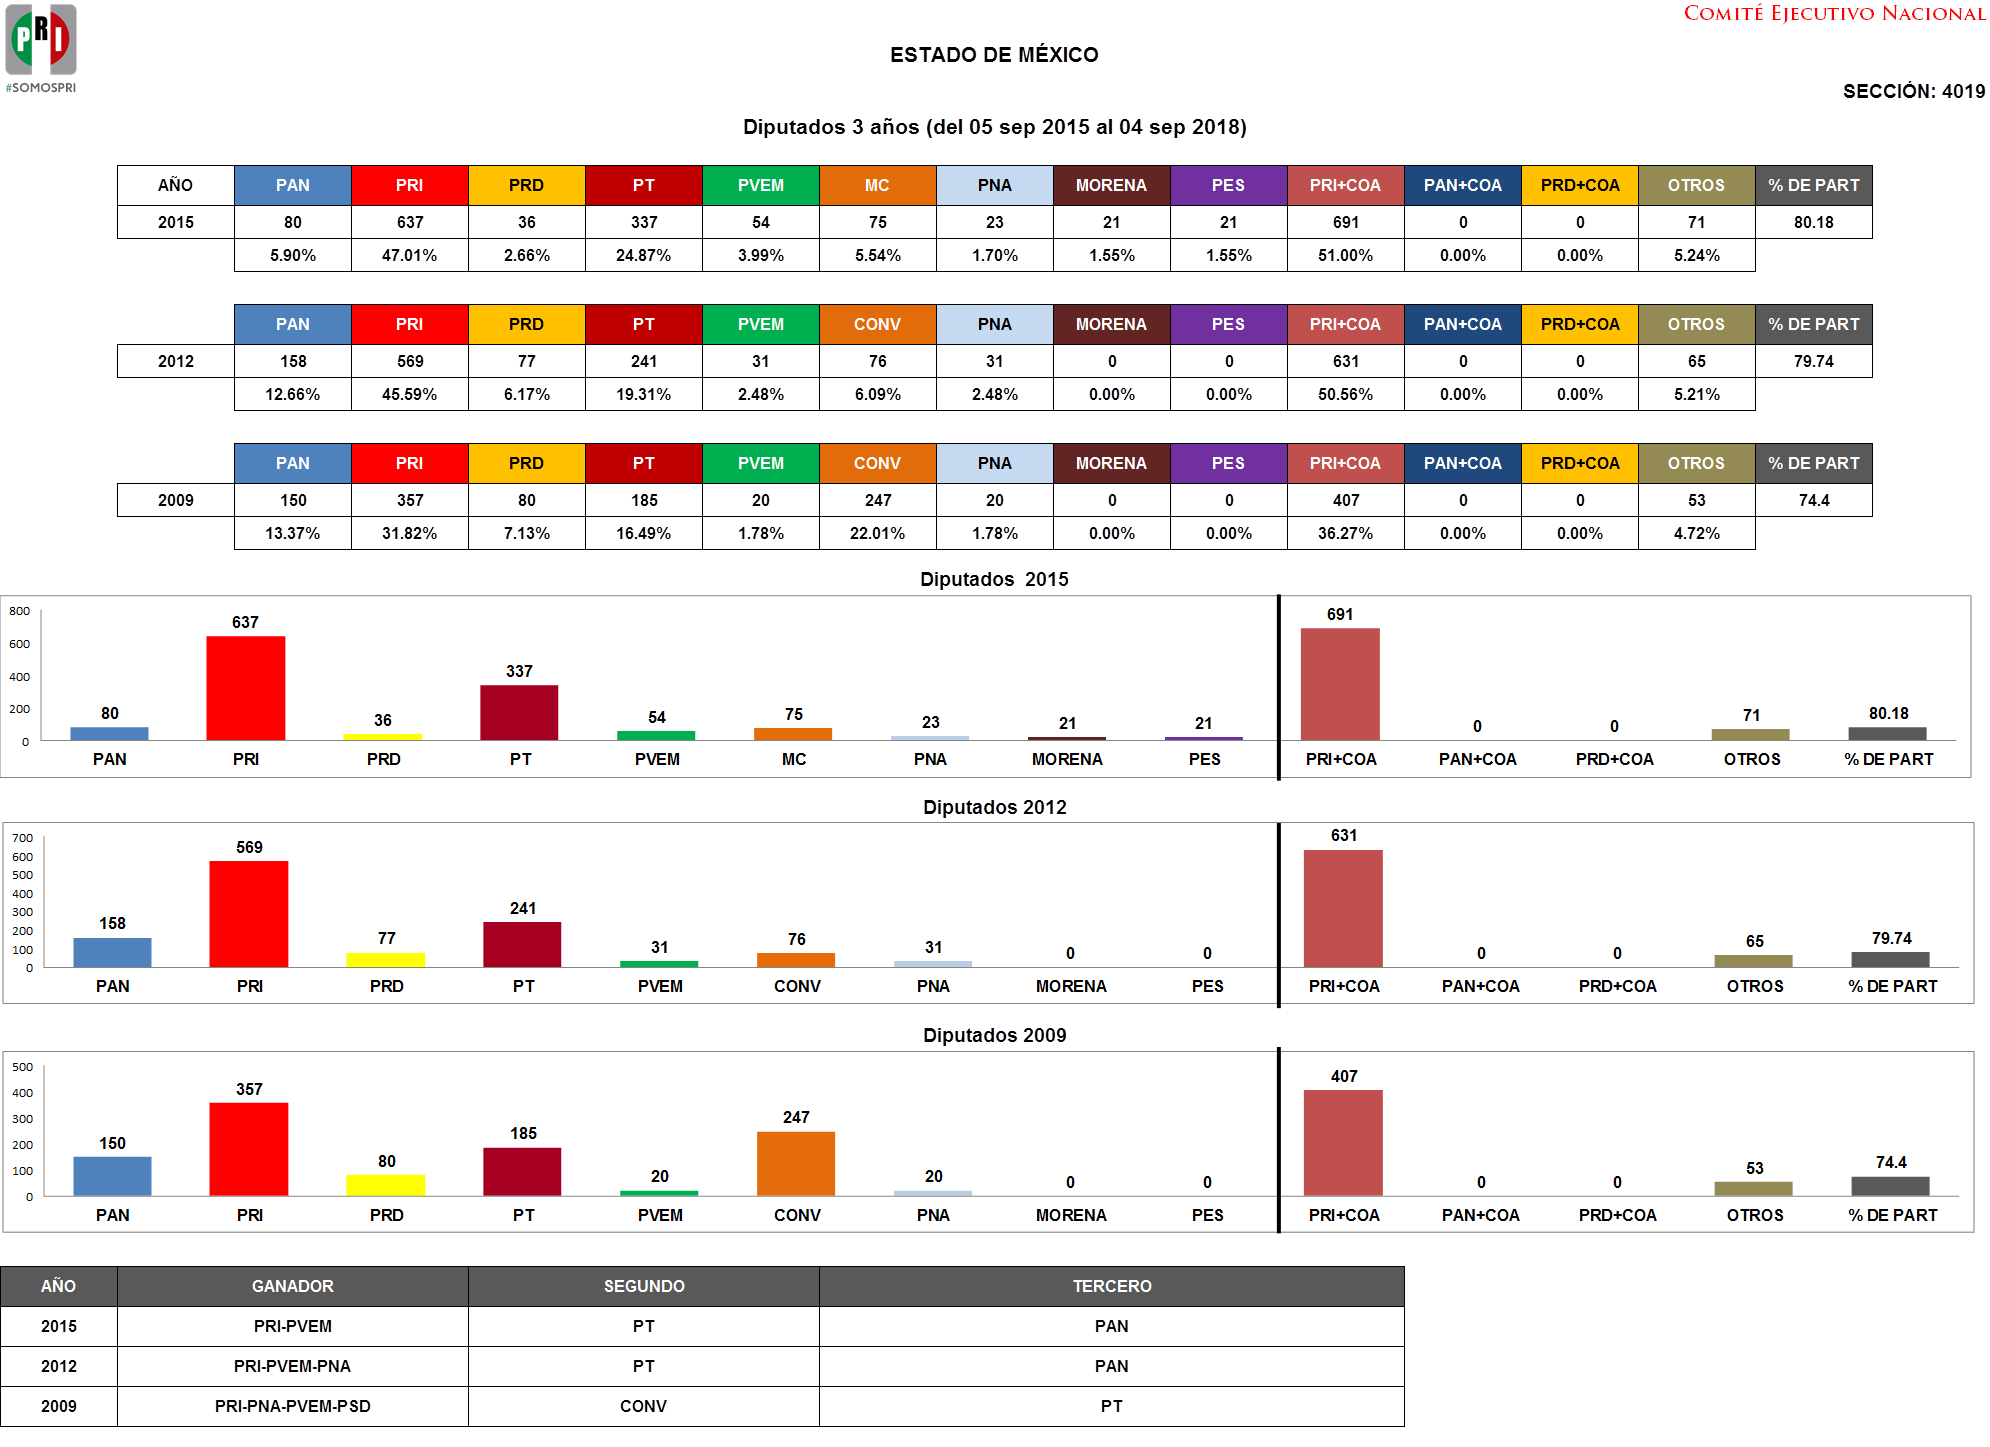 COMITÉ EJECUTIVO NACIONAL
PRI
#SOMOSPRI
ESTADO DE MÉXICO
SECCIÓN: 4019
Diputados 3 años (del 05 sep 2015 al 04 sep 2018)
AÑO PAN PRI PRD PT PVEM MC PNA MORENA PES PRI+COA PAN+COA PRD+COA OTROS % DE PART
2015 80 637 36 337 54 75 23 21 21 691 0 0 71 80.18
5.90% 47.01% 2.66% 24.87% 3.99% 5.54% 1.70% 1.55% 1.55% 51.00% 0.00% 0.00% 5.24%
PAN PRI PRD PT PVEM CONV PNA MORENA PES PRI+COA PAN+COA PRD+COA OTROS % DE PART
2012 158 569 77 241 31 76 31 0 0 631 0 0 65 79.74
12.66% 45.59% 6.17% 19.31% 2.48% 6.09% 2.48% 0.00% 0.00% 50.56% 0.00% 0.00% 5.21%
PAN PRI PRD PT PVEM CONV PNA MORENA PES PRI+COA PAN+COA PRD+COA OTROS % DE PART
2009 150 357 80 185 20 247 20 0 0 407 0 0 53 74.4
13.37% 31.82% 7.13% 16.49% 1.78% 22.01% 1.78% 0.00% 0.00% 36.27% 0.00% 0.00% 4.72%
Diputados 2015
800
600
400
200
0
80 637 36 337 54 75 23 21 21 691 0 0 71 80.18
PAN PRI PRD PT PVEM MC PNA MORENA PES PRI+COA PAN+COA PRD+COA OTROS % DE PART
Diputados 2012
700
600
500
400
300
200
100
0
158 569 77 241 31 76 31 0 0 631 0 0 65 79.74
PAN PRI PRD PT PVEM CONV PNA MORENA PES PRI+COA PAN+COA PRD+COA OTROS % DE PART
Diputados 2009
500
400
300
200
100
0
150 357 80 185 20 247 20 0 0 407 0 0 53 74.4
PAN PRI PRD PT PVEM CONV PNA MORENA PES PRI+COA PAN+COA PRD+COA OTROS % DE PART
AÑO GANADOR SEGUNDO TERCERO
2015 PRI-PVEM PT PAN
2012 PRI-PVEM-PNA PT PAN
2009 PRI-PNA-PVEM-PSD CONV PT